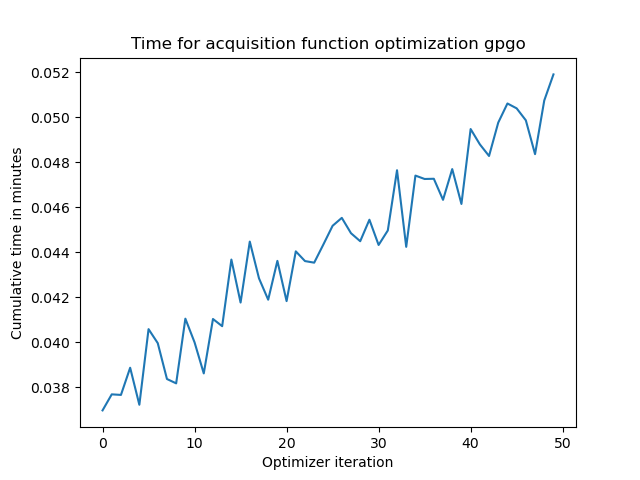 Time for acquisition function optimization gpgo
0.052
0.050
0.048
0.046
0.044
0.042
0.040
0.038
Cumulative time in minutes
0 10 20 30 40 50
Optimizer iteration